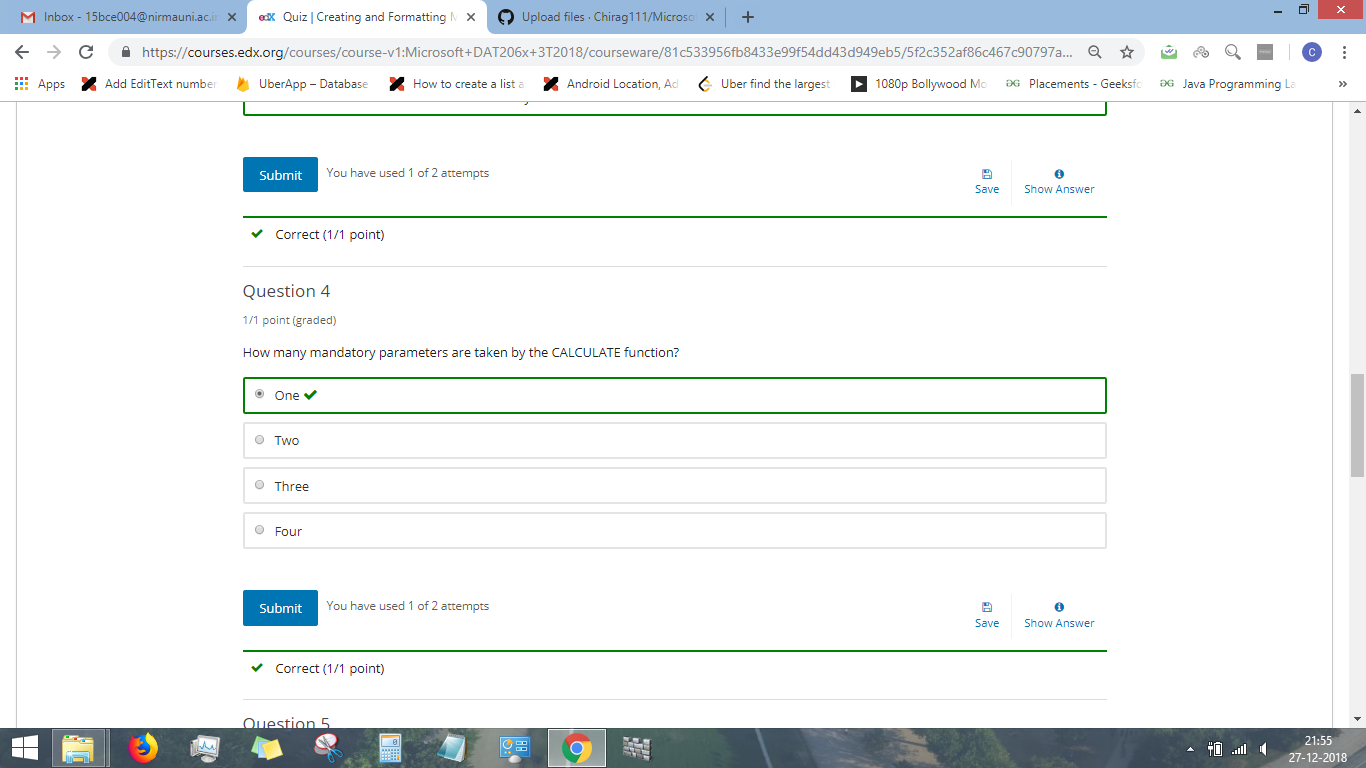 Inbox - 15bce004@nirmauni.ac.in
Quiz | Creating and Formatting M
Upload files · Chirag111/Microso
https://courses.edx.org/courses/course-v1:Microsoft+DAT206x+3T2018/courseware/81c533956fb8433e99f54dd43d949eb5/5f2c352af86c467c90797a...
C
Apps
Add EditText number
UberApp – Database
How to create a list a
Android Location, Ad
Uber find the largest
1080p Bollywood Mo
Placements - Geeksfo
Java Programming La
»
Submit
You have used 1 of 2 attempts
Save
Show Answer
Correct (1/1 point)
Question 4
1/1 point (graded)
How many mandatory parameters are taken by the CALCULATE function?
One
Two
Three
Four
Submit
You have used 1 of 2 attempts
Save
Show Answer
Correct (1/1 point)
Question 5
21:55
27-12-2018